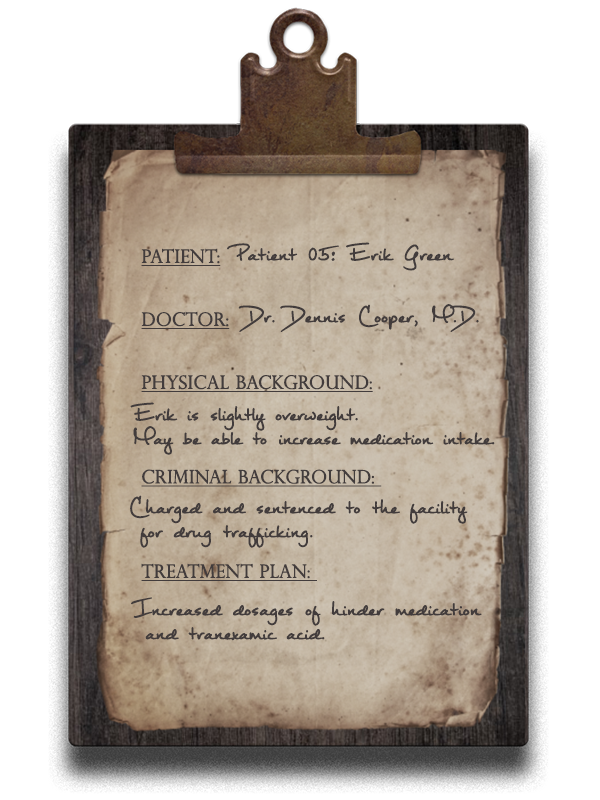 PATIENT: Patient 05: Erik Green
DOCTOR: Dr. Dennis Cooper, M.D.
PHYSICAL BACKGROUND:
Erik is slightly overweight.
May be able to increase medication intake.
CRIMINAL BACKGROUND:
Charged and sentenced to the facility
for drug trafficking.
TREATMENT PLAN:
Increased dosages of hinder medication
and tranexamic acid.